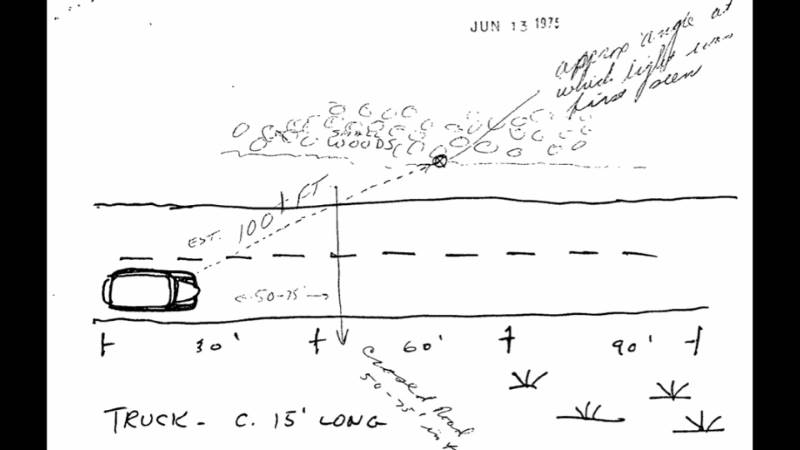 JUN 13 1975
approx angle at
which light was
first seen
SMALL
WOODS
EST. 100± FT
50-75'
30'
60'
90'
crossed Road
50-75' in
TRUCK - C. 15' LONG